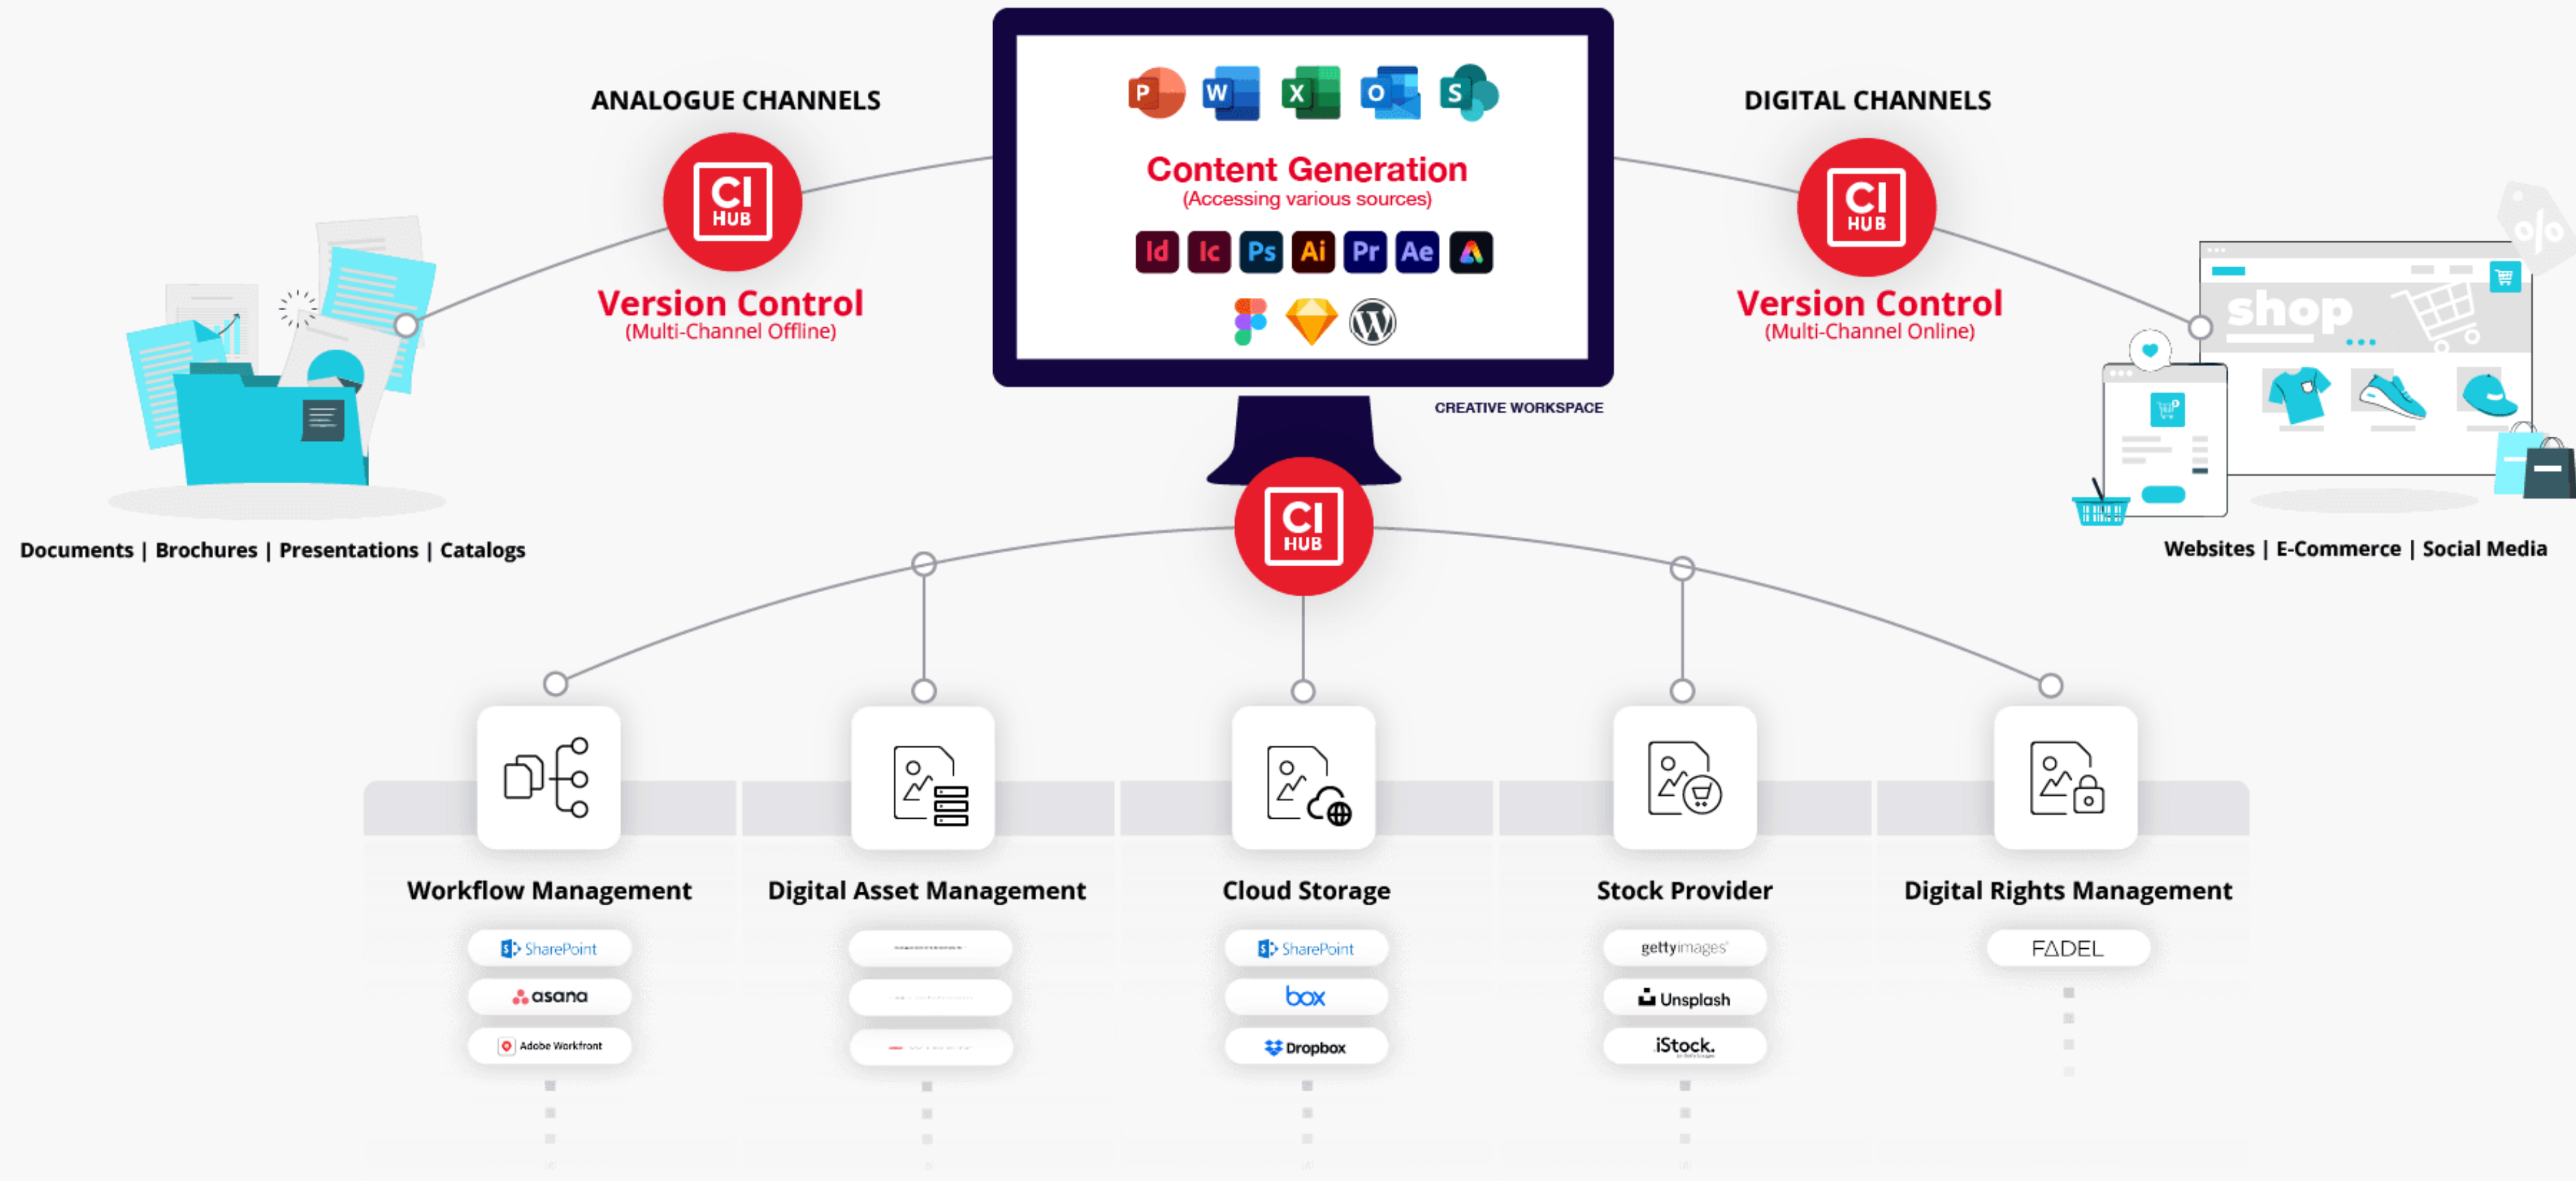 ANALOGUE CHANNELS
CI
HUB
Version Control
(Multi-Channel Offline)
Documents | Brochures | Presentations | Catalogs
P W X O S
Content Generation
(Accessing various sources)
Id Ic Ps Ai Pr Ae
W
CREATIVE WORKSPACE
DIGITAL CHANNELS
CI
HUB
Version Control
(Multi-Channel Online)
%
shop
Websites | E-Commerce | Social Media
CI
HUB
Workflow Management
S SharePoint
asana
Adobe Workfront
Digital Asset Management
Cloud Storage
S SharePoint
box
Dropbox
Stock Provider
gettyimages®
Unsplash
iStock.
Digital Rights Management
FADEL